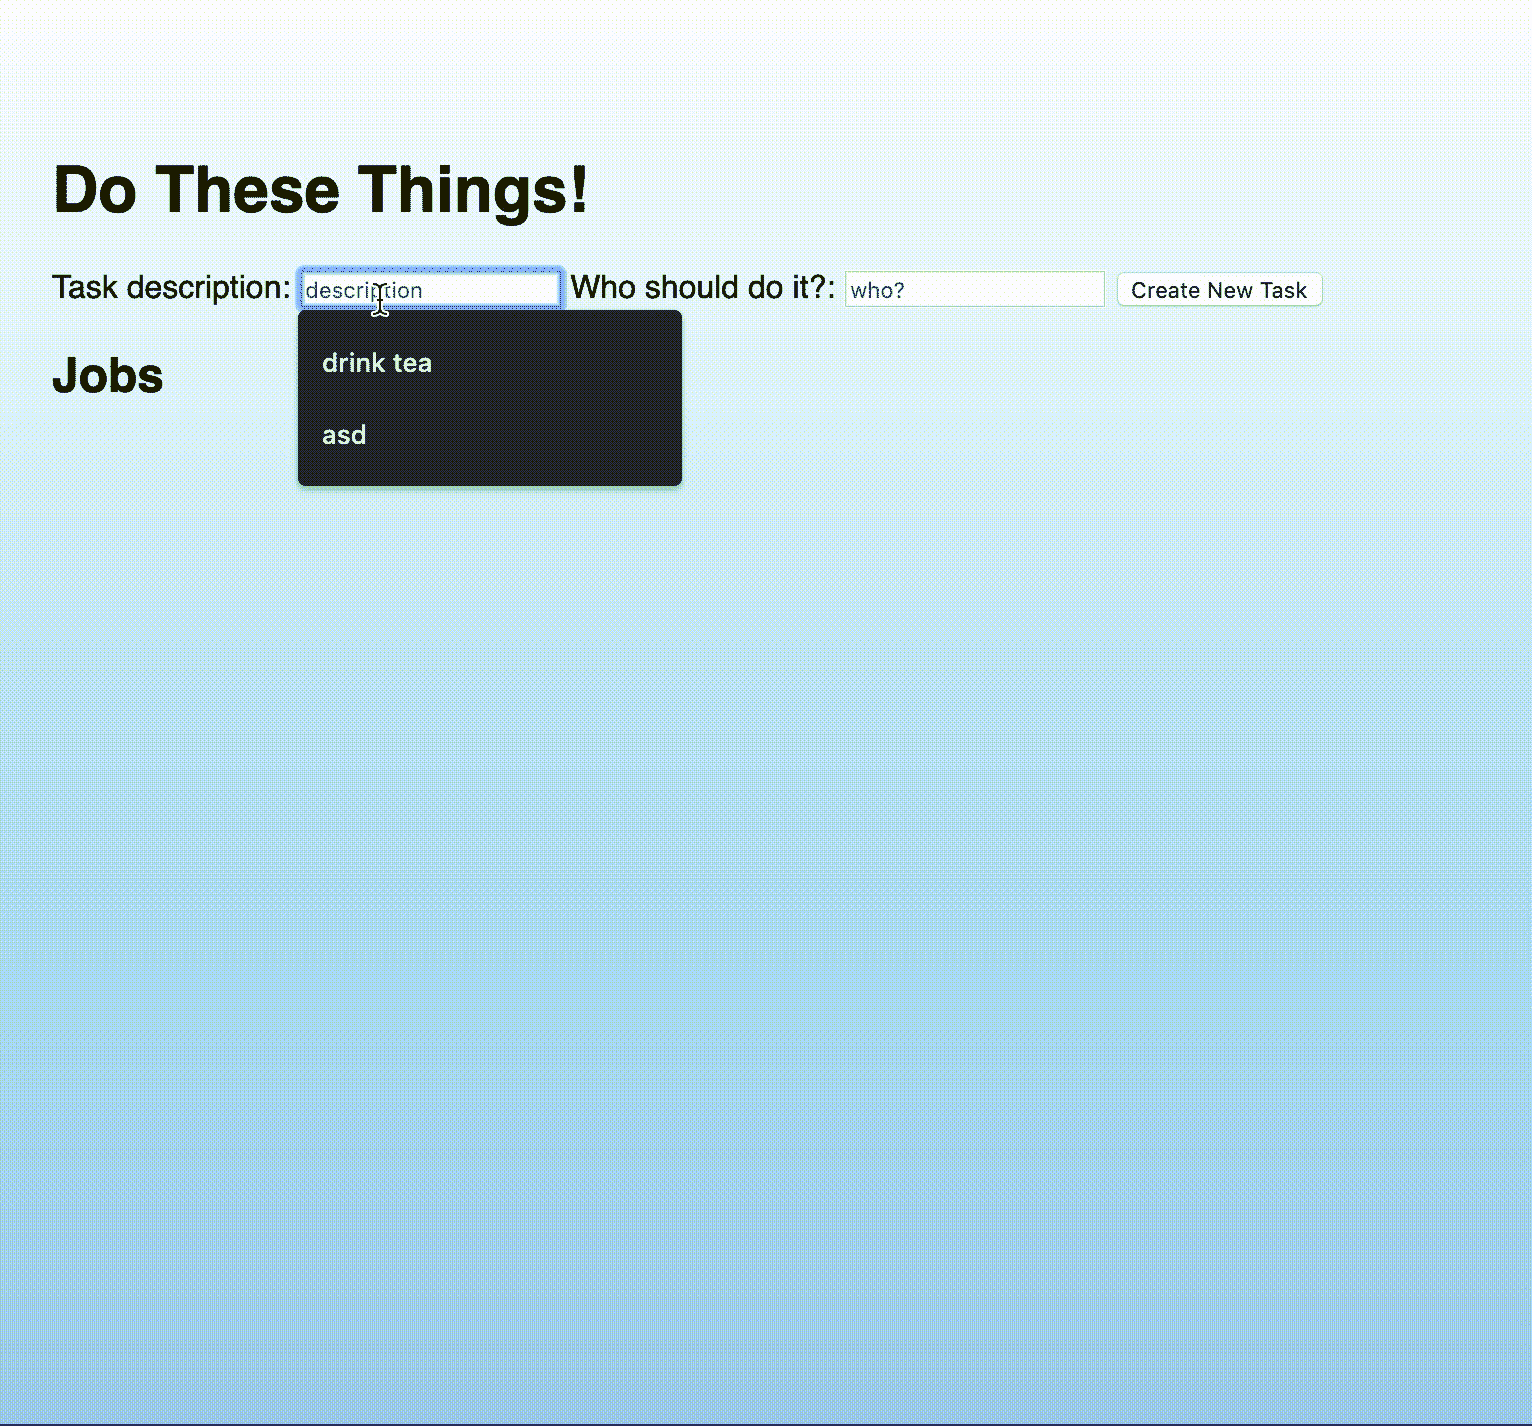 Do These Things!
Task description: description Who should do it?: who? Create New Task
Jobs
drink tea
asd